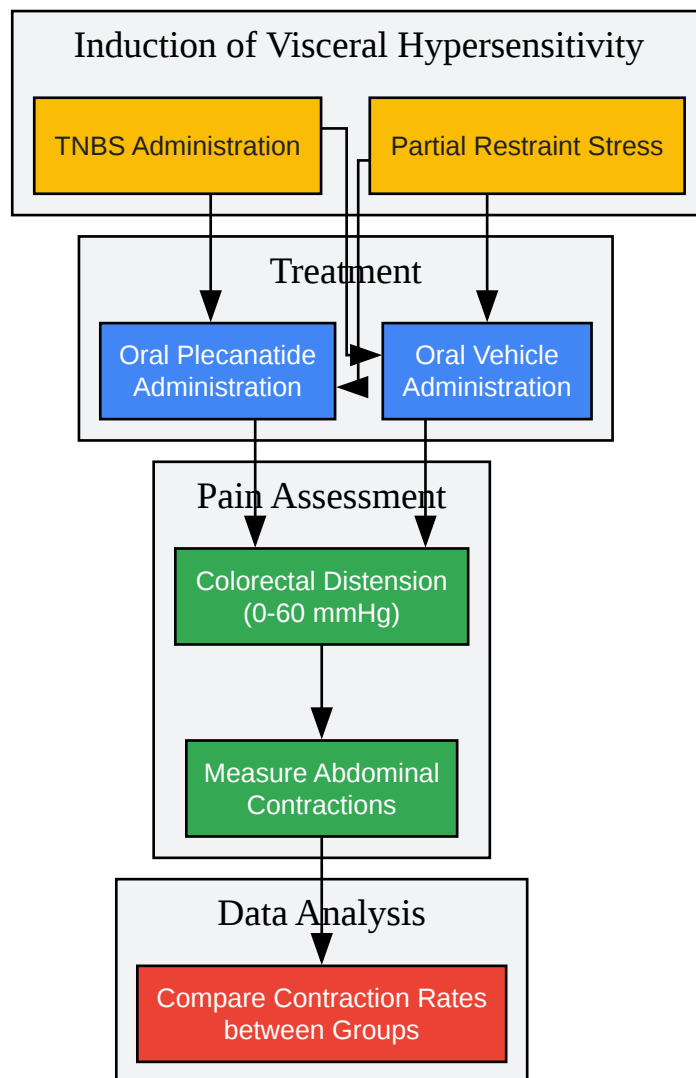 Induction of Visceral Hypersensitivity
TNBS Administration
Partial Restraint Stress
Treatment
Oral Plecanatide
Administration
Oral Vehicle
Administration
Pain Assessment
Colorectal Distension
(0-60 mmHg)
Measure Abdominal
Contractions
Data Analysis
Compare Contraction Rates
between Groups